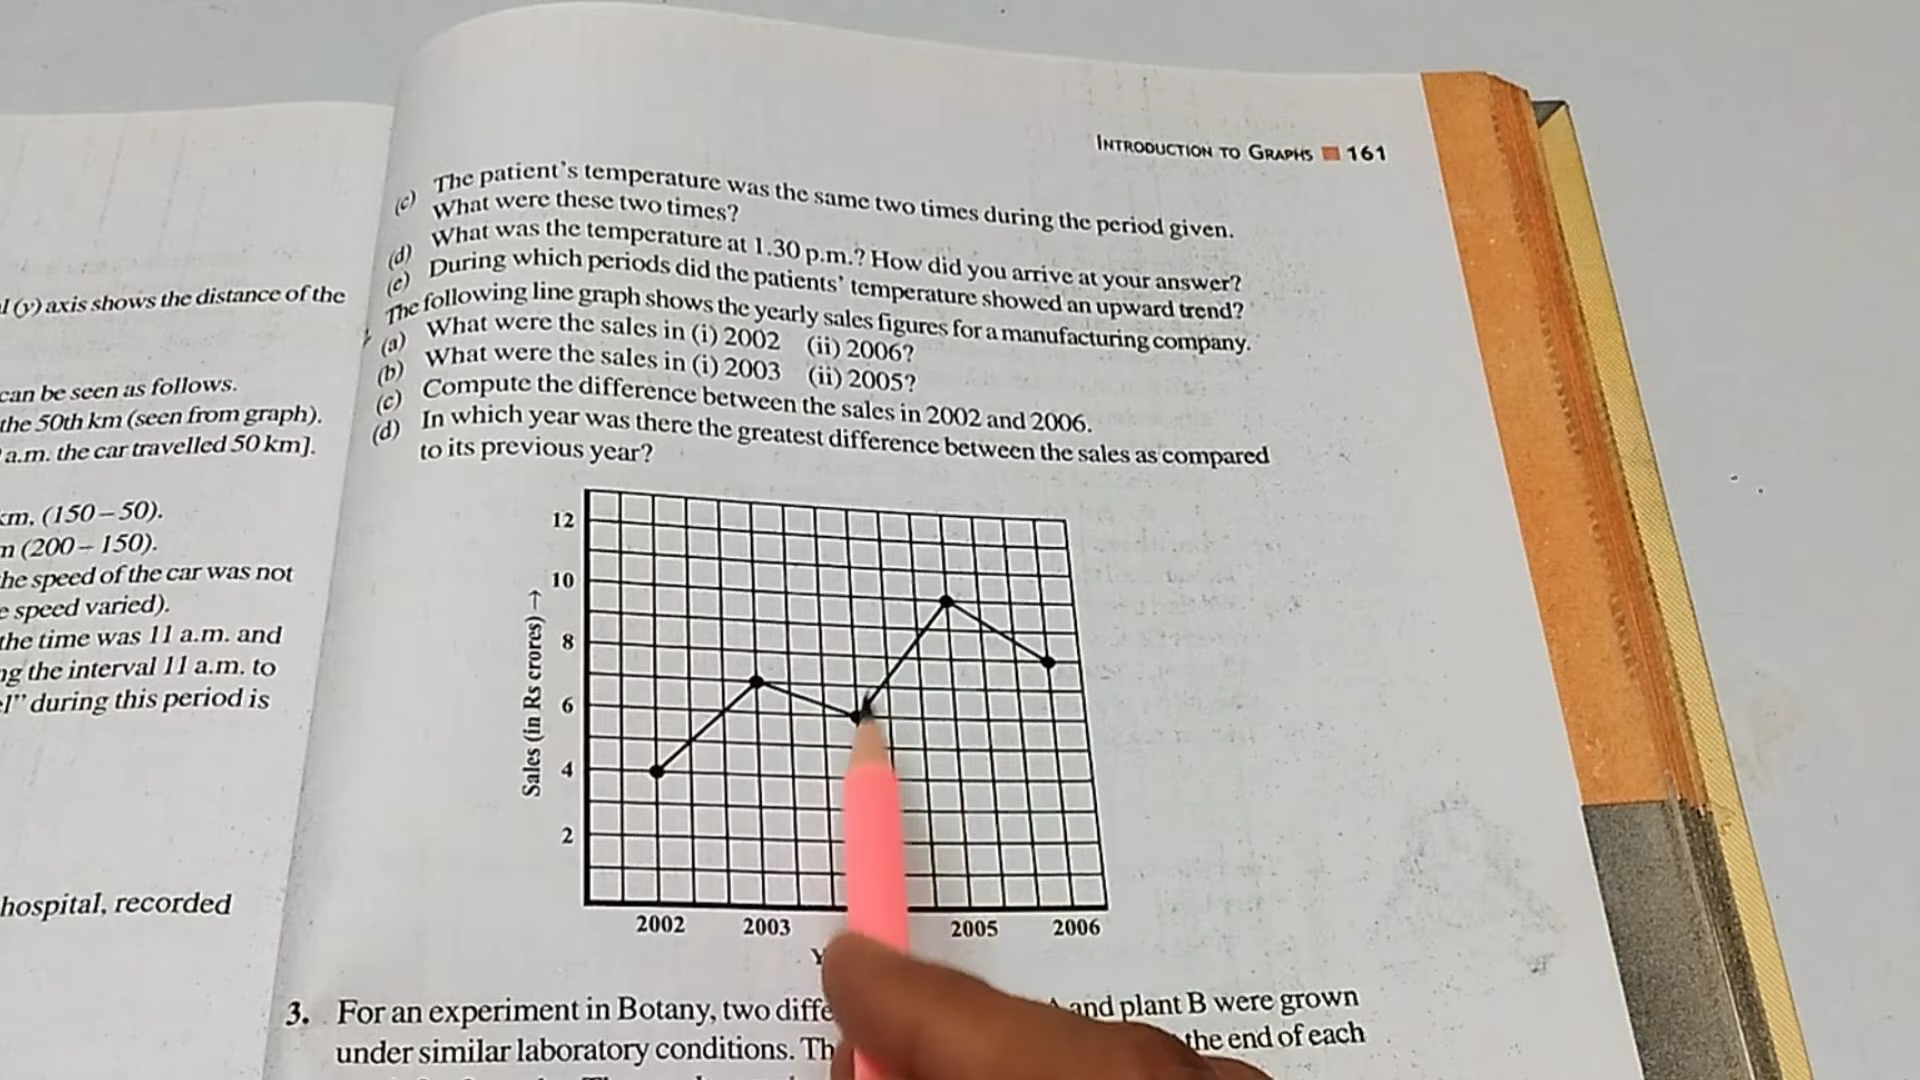 INTRODUCTION TO GRAPHS 161
(c) The patient's temperature was the same two times during the period given.
What were these two times?
(d) What was the temperature at 1.30 p.m.? How did you arrive at your answer?
(e) During which periods did the patients' temperature showed an upward trend?
The following line graph shows the yearly sales figures for a manufacturing company.
(a) What were the sales in (i) 2002 (ii) 2006?
(b) What were the sales in (i) 2003 (ii) 2005?
(c) Compute the difference between the sales in 2002 and 2006.
(d) In which year was there the greatest difference between the sales as compared
to its previous year?
12
10
8
6
4
2
Sales (in Rs crores) →
2002 2003 2005 2006
Y
3. For an experiment in Botany, two diffe and plant B were grown
under similar laboratory conditions. Th the end of each
(y) axis shows the distance of the
can be seen as follows.
the 50th km (seen from graph).
a.m. the car travelled 50 km].
km, (150 – 50).
(200 – 150).
he speed of the car was not
speed varied).
the time was 11 a.m. and
ng the interval 11 a.m. to
l" during this period is
hospital, recorded